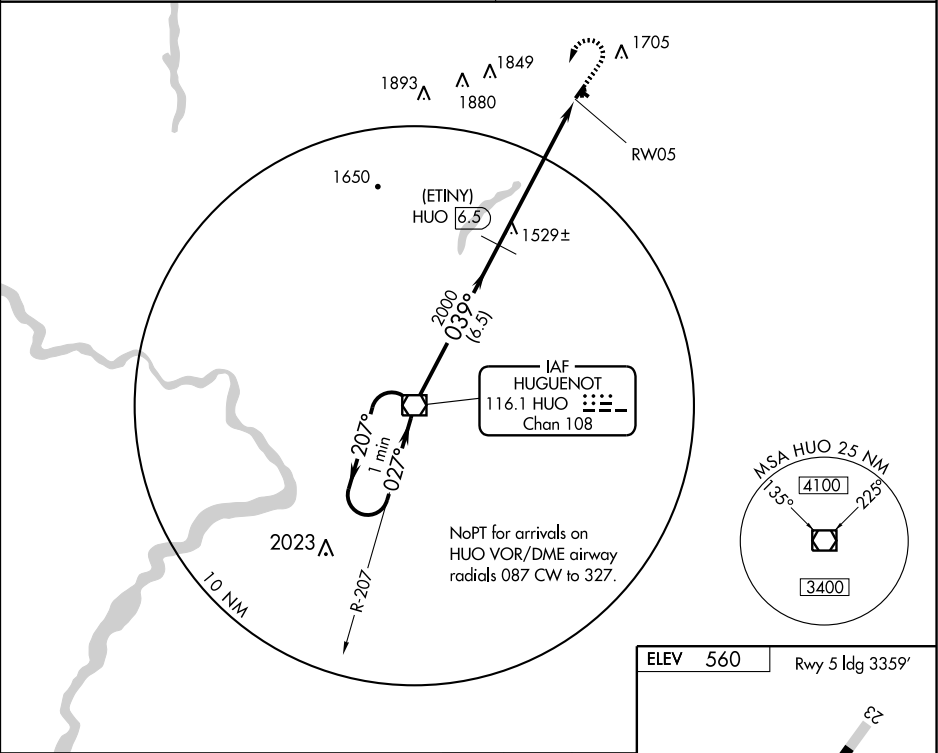 1705
1849
1893
1880
RW05
1650
(ETINY)
HUO 6.5
1529±
2000
039°
(6.5)
IAF
HUGUENOT
116.1 HUO
Chan 108
207°
1 min
027°
MSA HUO 25 NM
135°
4100
225°
3400
2023
NoPT for arrivals on
HUO VOR/DME airway
radials 087 CW to 327.
R-207
10 NM
ELEV 560
Rwy 5 ldg 3359'
23